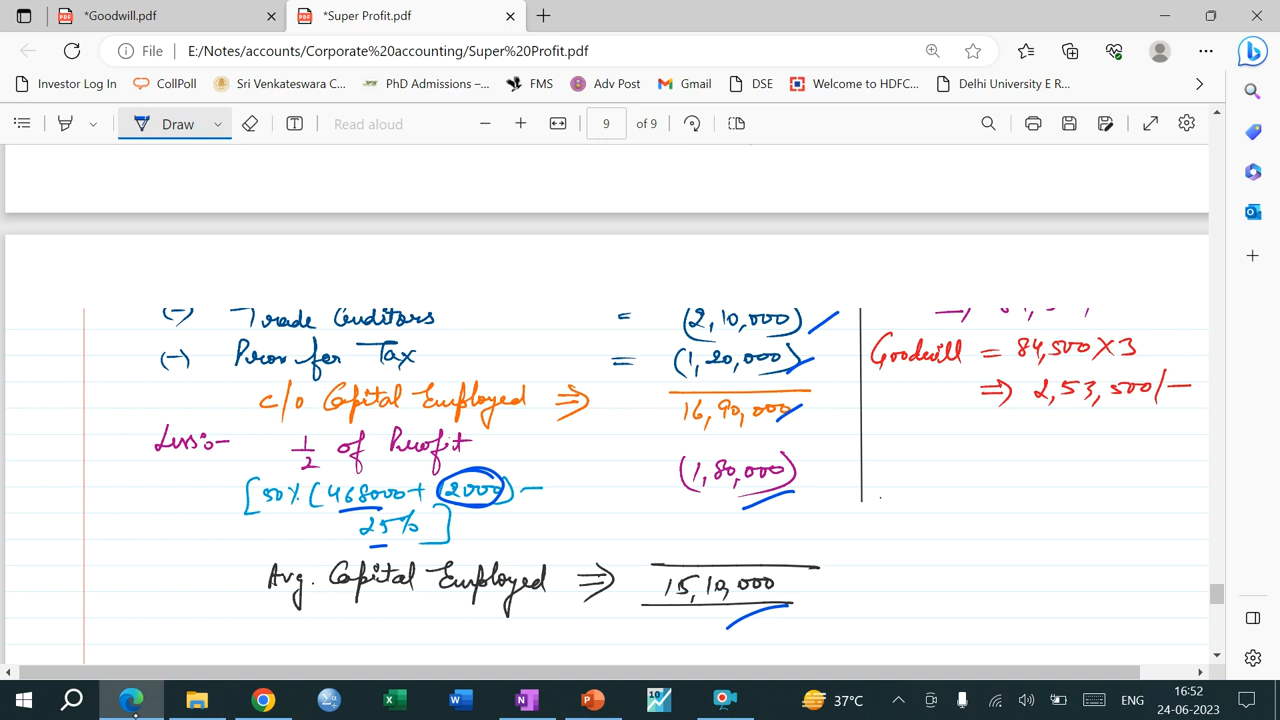 *Goodwill.pdf
*Super Profit.pdf
File E:/Notes/accounts/Corporate%20accounting/Super%20Profit.pdf
Investor Log In CollPoll Sri Venkateswara C... PhD Admissions –... FMS Adv Post Gmail DSE Welcome to HDFC... Delhi University E R...
Draw Read aloud 9 of 9
(-) Trade Creditors = (2,10,000)
(-) Prov for Tax = (1,20,000)
c/o Capital Employed ⇒ 16,90,000
Less:- 1/2 of Profit (1,80,000)
[50% (468000+ 12000) -
25% ]
Avg. Capital Employed ⇒ 15,10,000
Goodwill = 84,500 X 3
⇒ 2,53,500/-
37°C ENG 16:52
24-06-2023